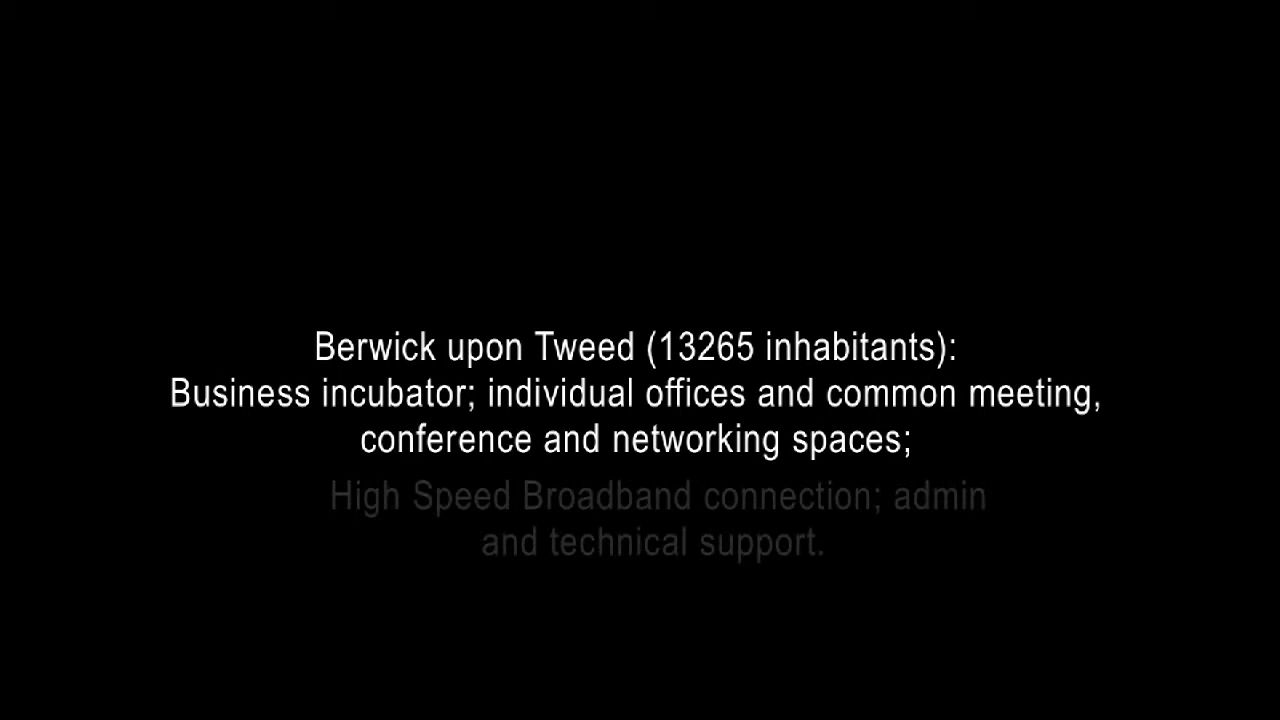 Berwick upon Tweed (13265 inhabitants):
Business incubator; individual offices and common meeting,
conference and networking spaces;
High Speed Broadband connection; admin
and technical support.